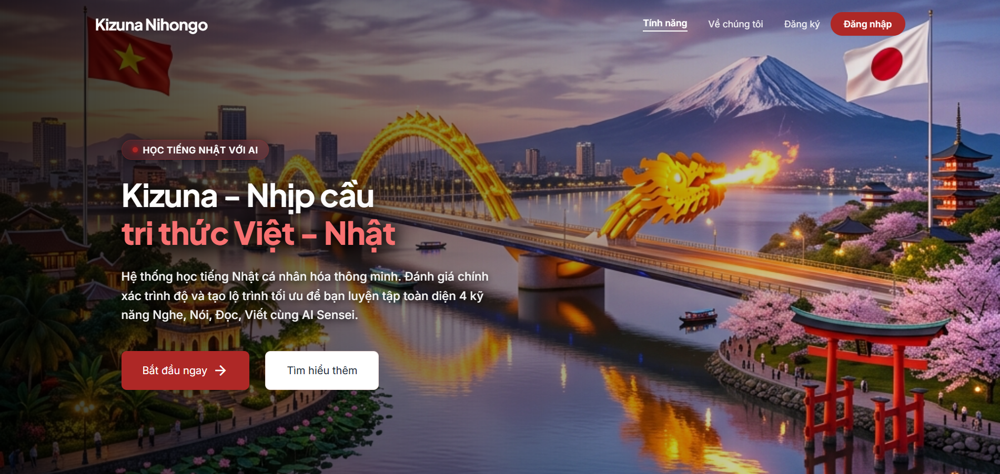 Kizuna Nihongo
Tính năng
Về chúng tôi
Đăng ký
Đăng nhập
HỌC TIẾNG NHẬT VỚI AI
Kizuna – Nhịp cầu
tri thức Việt – Nhật
Hệ thống học tiếng Nhật cá nhân hóa thông minh. Đánh giá chính
xác trình độ và tạo lộ trình tối ưu để bạn luyện tập toàn diện 4 kỹ
năng Nghe, Nói, Đọc, Viết cùng AI Sensei.
Bắt đầu ngay →
Tìm hiểu thêm